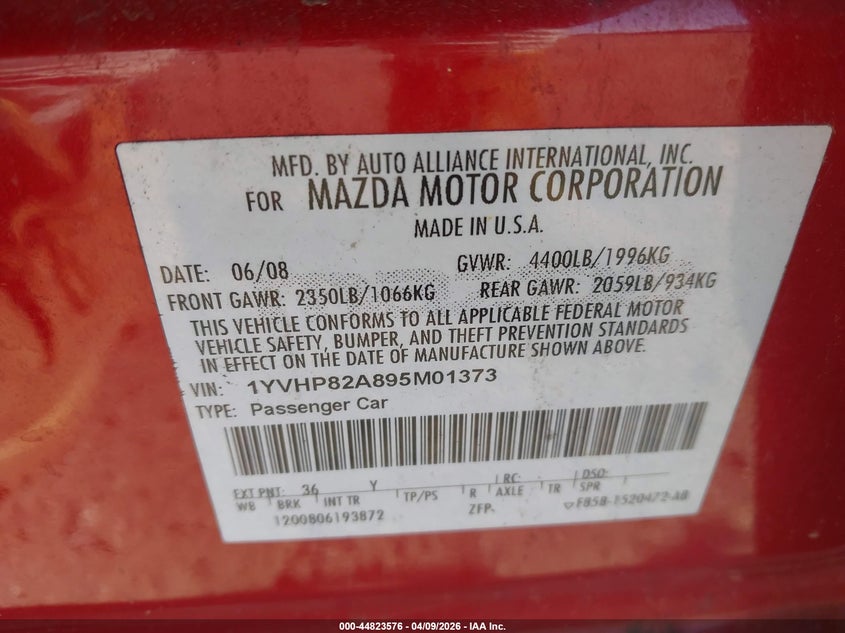 MFD. BY AUTO ALLIANCE INTERNATIONAL, INC.
FOR MAZDA MOTOR CORPORATION
MADE IN U.S.A.
DATE: 06/08 GVWR: 4400LB/1996KG
FRONT GAWR: 2350LB/1066KG REAR GAWR: 2059LB/934KG
THIS VEHICLE CONFORMS TO ALL APPLICABLE FEDERAL MOTOR
VEHICLE SAFETY, BUMPER, AND THEFT PREVENTION STANDARDS
IN EFFECT ON THE DATE OF MANUFACTURE SHOWN ABOVE.
VIN: 1YVHP82A895M01373
TYPE: Passenger Car
EXT PNT: 36 Y RC: DSO:
WB BRK INT TR TP/PS R AXLE TR SPR
1200806193872 ZFP. F85B-1520472-AB
000-44823576 - 04/09/2026 - IAA Inc.